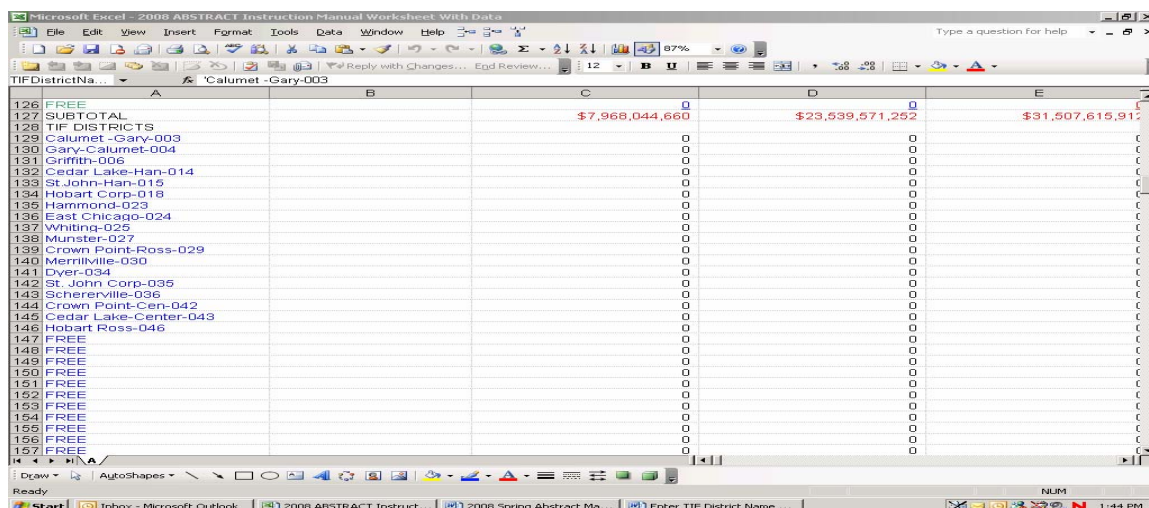 Microsoft Excel - 2008 ABSTRACT Instruction Manual Worksheet With Data
File Edit View Insert Format Tools Data Window Help Type a question for help
87%
Reply with Changes... End Review... 12 B U
TIFDistrictNa... fx 'Calumet -Gary-003
A B C D E
126 FREE 0 0
127 SUBTOTAL $7,968,044,660 $23,539,571,252 $31,507,615,912
128 TIF DISTRICTS
129 Calumet -Gary-003 0 0
130 Gary-Calumet-004 0 0
131 Griffith-006 0 0
132 Cedar Lake-Han-014 0 0
133 St.John-Han-015 0 0
134 Hobart Corp-018 0 0
135 Hammond-023 0 0
136 East Chicago-024 0 0
137 Whiting-025 0 0
138 Munster-027 0 0
139 Crown Point-Ross-029 0 0
140 Merrillville-030 0 0
141 Dyer-034 0 0
142 St. John Corp-035 0 0
143 Schererville-036 0 0
144 Crown Point-Cen-042 0 0
145 Cedar Lake-Center-043 0 0
146 Hobart Ross-046 0 0
147 FREE 0 0
148 FREE 0 0
149 FREE 0 0
150 FREE 0 0
151 FREE 0 0
152 FREE 0 0
153 FREE 0 0
154 FREE 0 0
155 FREE 0 0
156 FREE 0 0
157 FREE 0 0
A
Draw AutoShapes
Ready NUM
Start Inbox - Microsoft Outlook 2008 ABSTRACT Instruct... 2008 Spring Abstract Ma... Enter TIF District Name ... 1:44 PM